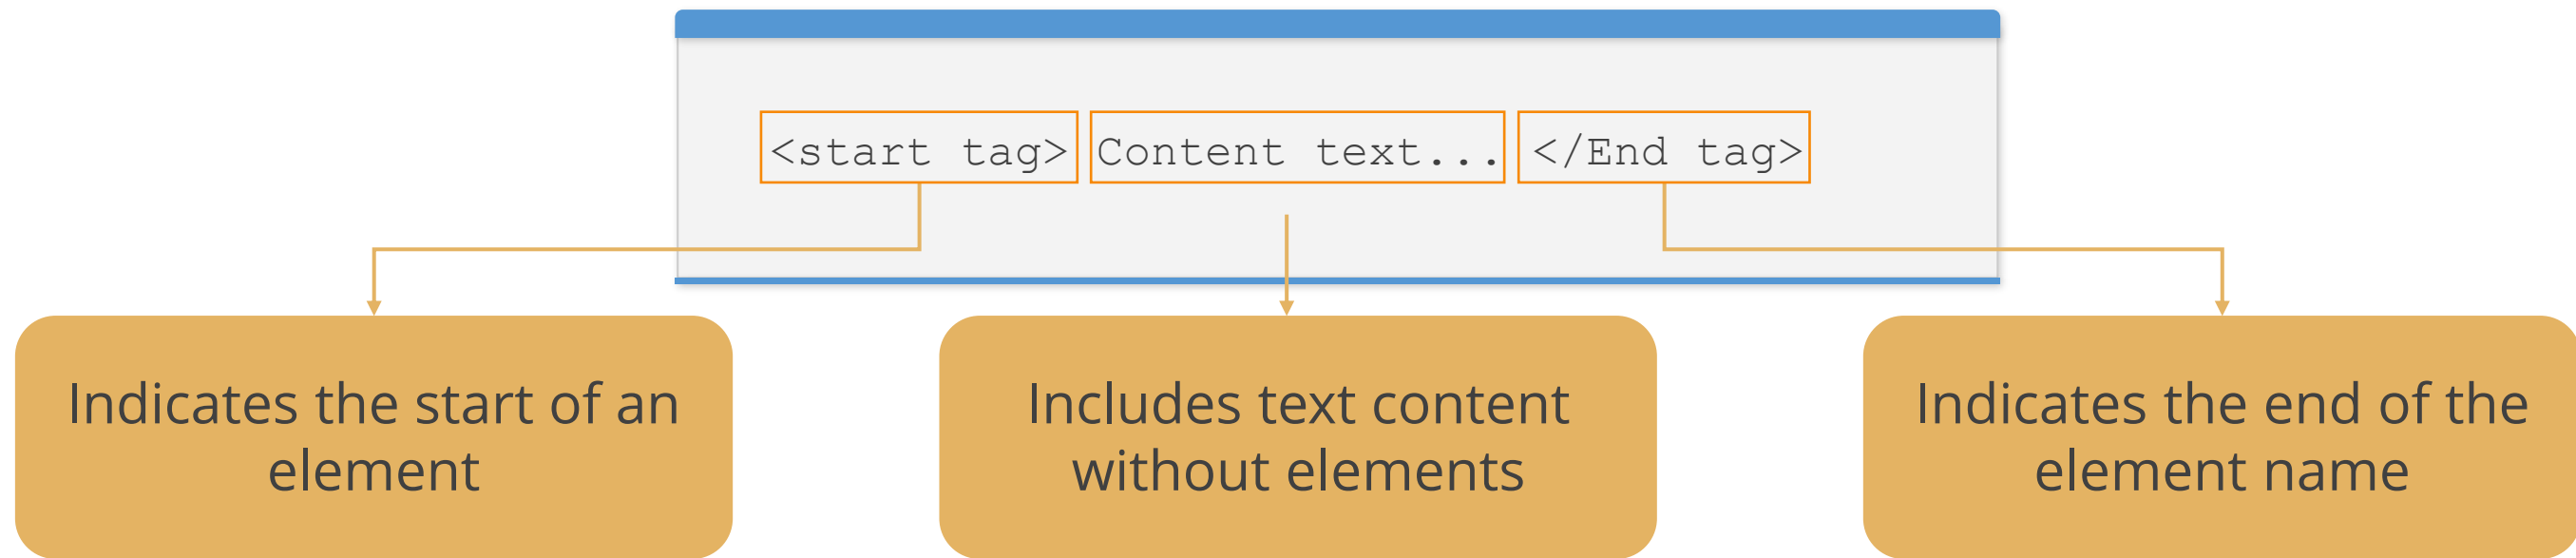 <start tag> Content text... </End tag>
Indicates the start of an
element
Includes text content
without elements
Indicates the end of the
element name